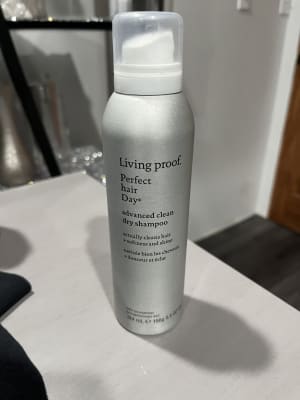 Living proof.
Perfect
hair
Day®
advanced clean
dry shampoo
actually cleans hair
+ softness and shine
nettoie bien les cheveux
+ douceur et éclat